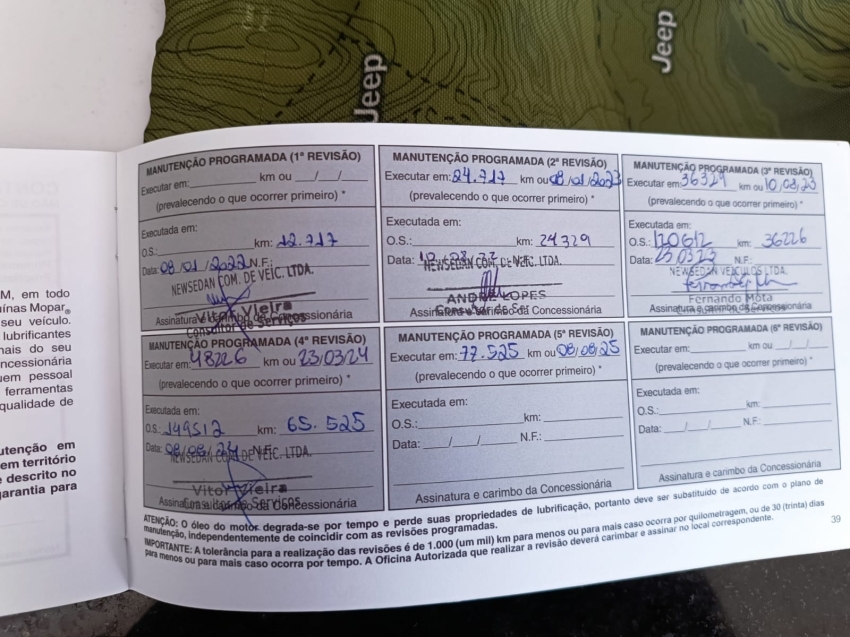 Jeep
Jeep
M, em todo
uínas Mopar®
seu veículo.
lubrificantes
nais do seu
ncessionária
uem pessoal
ferramentas
qualidade de
utenção em
em território
descrito no
garantia para
MANUTENÇÃO PROGRAMADA (1ª REVISÃO)
Executar em: km ou / /
(prevalecendo o que ocorrer primeiro) *
Executada em:
O.S.: km: 12.717
Data: 08/01/2022 N.F.:
NEWSEDAN COM. DE VEÍC. LTDA.
Vitor Vieira
Consultor de Serviços
Assinatura e carimbo da Concessionária
MANUTENÇÃO PROGRAMADA (2ª REVISÃO)
Executar em: 24.717 km ou 08/01/2023
(prevalecendo o que ocorrer primeiro) *
Executada em:
O.S.: km: 24329
Data: N.F.:
NEWSEDAN COM. DE VEÍC. LTDA.
ANDRÉ LOPES
Assinatura e carimbo da Concessionária
MANUTENÇÃO PROGRAMADA (3ª REVISÃO)
Executar em: 36329 km ou 10/08/23
(prevalecendo o que ocorrer primeiro) *
Executada em:
O.S.: 120612 km: 36226
Data: 23 03 23 N.F.:
NEWSEDAN VEÍCULOS LTDA.
Fernando Mota
Assinatura e carimbo da Concessionária
MANUTENÇÃO PROGRAMADA (4ª REVISÃO)
Executar em: 48226 km ou 23/03/24
(prevalecendo o que ocorrer primeiro) *
Executada em:
O.S.: 149512 km: 65.525
Data: 08/08/24 N.F.:
NEWSEDAN COM. DE VEÍC. LTDA.
Vitor Vieira
Assinatura e carimbo da Concessionária
MANUTENÇÃO PROGRAMADA (5ª REVISÃO)
Executar em: 77.525 km ou 08/08/25
(prevalecendo o que ocorrer primeiro) *
Executada em:
O.S.: km:
Data: / / N.F.:
Assinatura e carimbo da Concessionária
MANUTENÇÃO PROGRAMADA (6ª REVISÃO)
Executar em: km ou / /
(prevalecendo o que ocorrer primeiro) *
Executada em:
O.S.: km:
Data: / / N.F.:
Assinatura e carimbo da Concessionária
ATENÇÃO: O óleo do motor degrada-se por tempo e perde suas propriedades de lubrificação, portanto deve ser substituído de acordo com o plano de
manutenção, independentemente de coincidir com as revisões programadas.
IMPORTANTE: A tolerância para a realização das revisões é de 1.000 (um mil) km para menos ou para mais caso ocorra por quilometragem, ou de 30 (trinta) dias
para menos ou para mais caso ocorra por tempo. A Oficina Autorizada que realizar a revisão deverá carimbar e assinar no local correspondente.
39